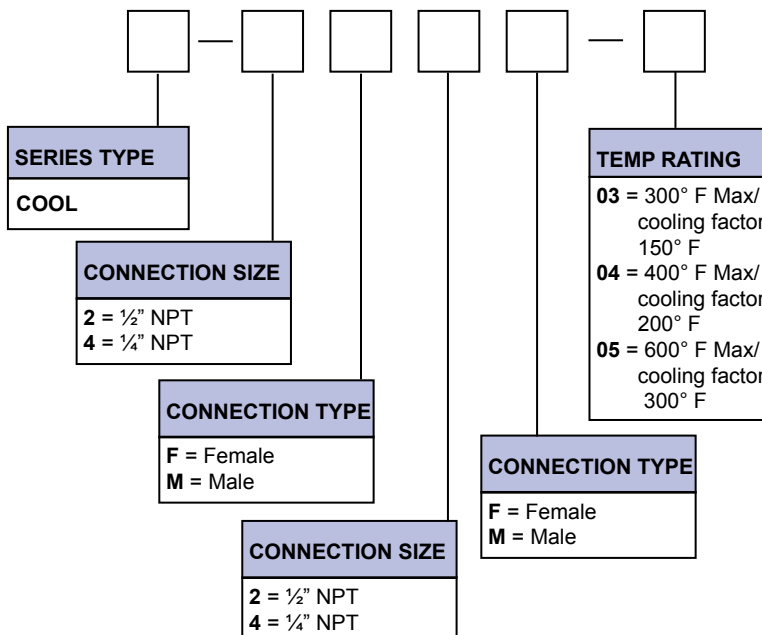 SERIES TYPE
COOL
CONNECTION SIZE
2 = ½” NPT
4 = ¼” NPT
CONNECTION TYPE
F = Female
M = Male
CONNECTION SIZE
2 = ½” NPT
4 = ¼” NPT
CONNECTION TYPE
F = Female
M = Male
TEMP RATING
03 = 300° F Max/
cooling factor
150° F
04 = 400° F Max/
cooling factor
200° F
05 = 600° F Max/
cooling factor
300° F